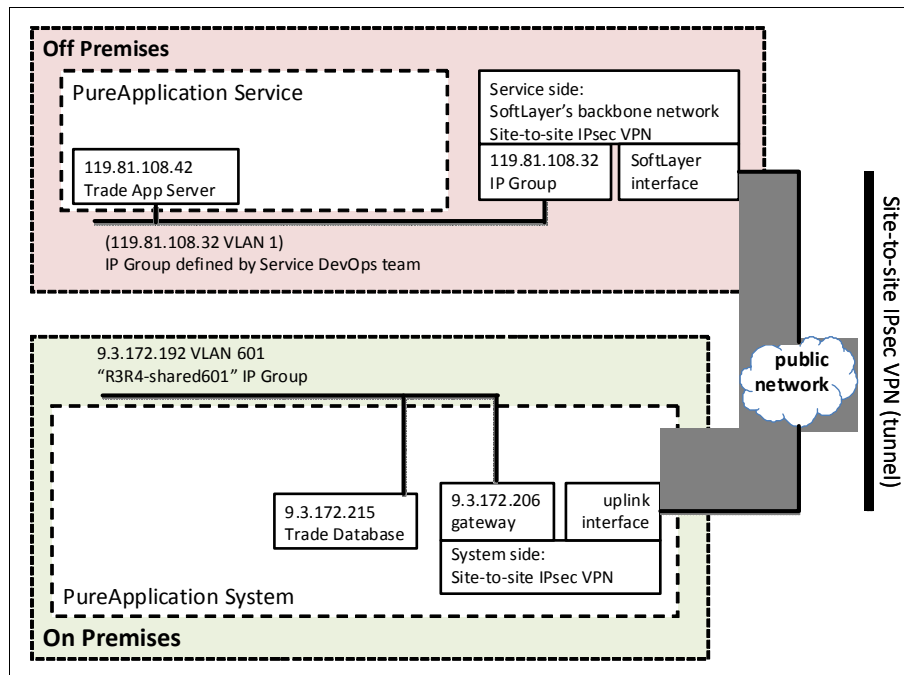 Off Premises
PureApplication Service
119.81.108.42
Trade App Server
Service side:
SoftLayer's backbone network
Site-to-site IPsec VPN
119.81.108.32
IP Group
SoftLayer
interface
(119.81.108.32 VLAN 1)
IP Group defined by Service DevOps team
Site-to-site IPsec VPN (tunnel)
public
network
9.3.172.192 VLAN 601
“R3R4-shared601” IP Group
9.3.172.215
Trade Database
9.3.172.206
gateway
uplink
interface
System side:
Site-to-site IPsec VPN
PureApplication System
On Premises